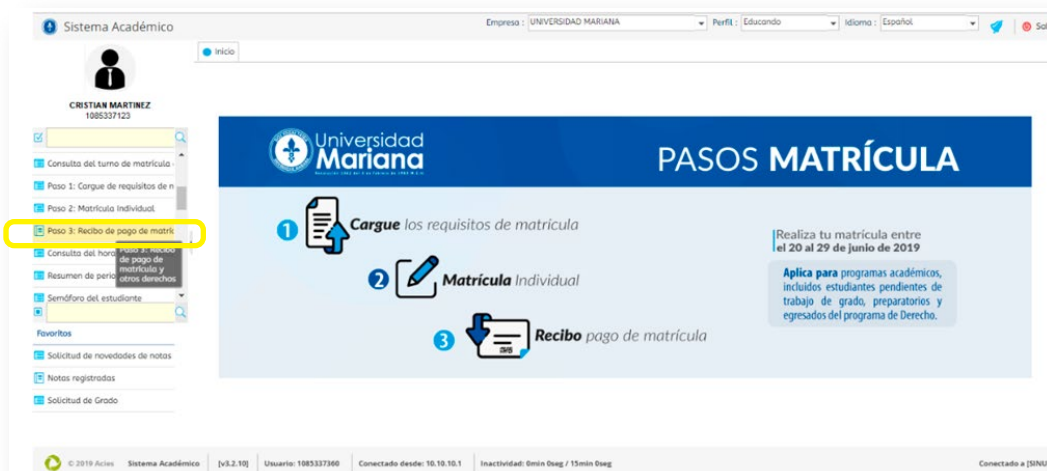 Sistema Académico
Empresa : UNIVERSIDAD MARIANA
Perfil : Educando
Idioma : Español
Sal
Inicio
CRISTIAN MARTINEZ
1085337123
Consulta del turno de matrícula
Paso 1: Cargue de requisitos de n
Paso 2: Matrícula Individual
Paso 3: Recibo de pago de matríc
Consulta del hora
Paso 3: Recibo
de pago de
matrícula y
otros derechos
Resumen de perio
Semáforo del estudiante
Favoritos
Solicitud de novedades de notas
Notas registradas
Solicitud de Grado
Universidad
Mariana
PASOS MATRÍCULA
1
Cargue los requisitos de matrícula
2
Matrícula Individual
3
Recibo pago de matrícula
Realiza tu matrícula entre
el 20 al 29 de junio de 2019
Aplica para programas académicos,
incluidos estudiantes pendientes de
trabajo de grado, preparatorios y
egresados del programa de Derecho.
© 2019 Acies Sistema Académico [v3.2.10] Usuario: 1085337360 Conectado desde: 10.10.10.1 Inactividad: 0min 0seg / 15min 0seg Conectado a [SINU